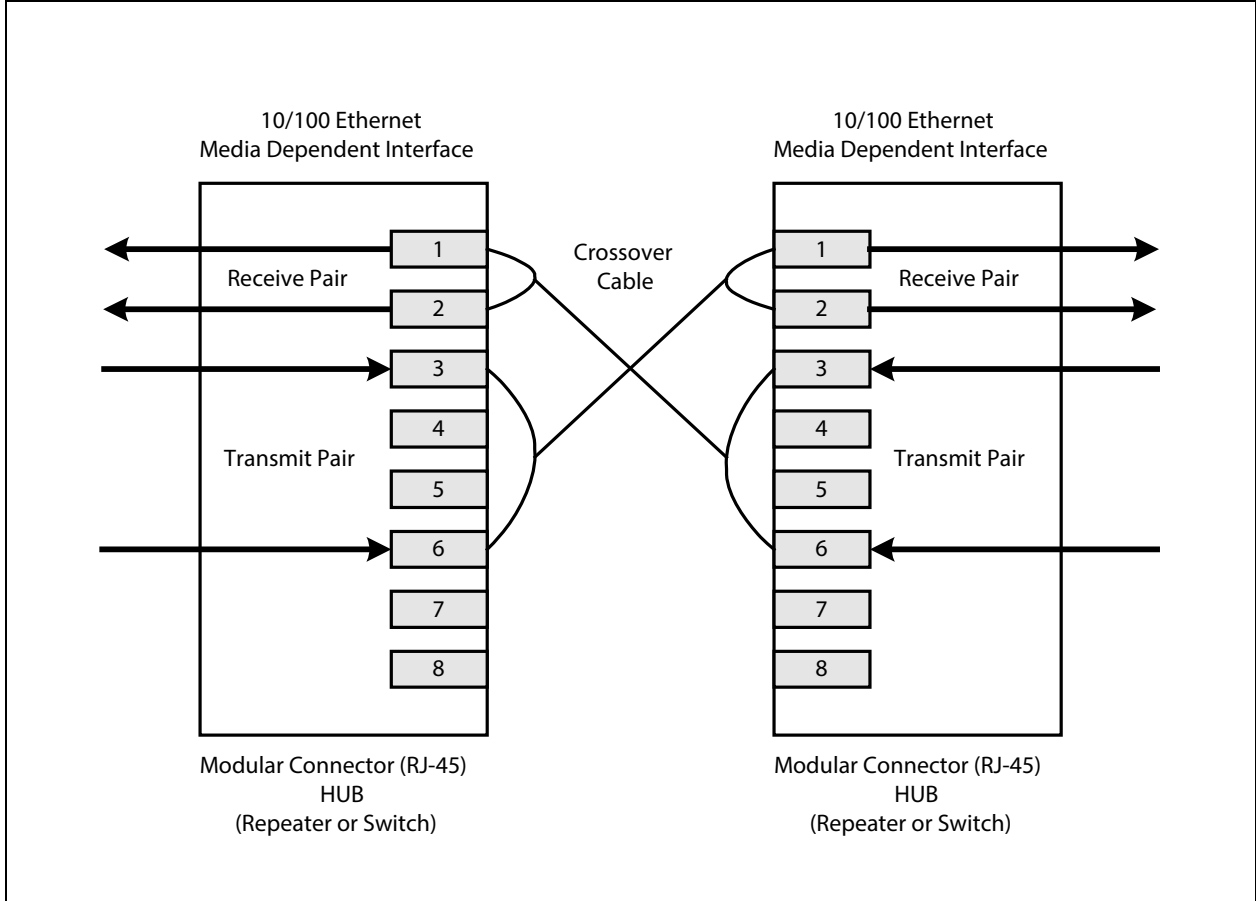 10/100 Ethernet
Media Dependent Interface
10/100 Ethernet
Media Dependent Interface
1
Receive Pair
2
3
4
Transmit Pair
5
6
7
8
Crossover
Cable
1
Receive Pair
2
3
4
Transmit Pair
5
6
7
8
Modular Connector (RJ-45)
HUB
(Repeater or Switch)
Modular Connector (RJ-45)
HUB
(Repeater or Switch)